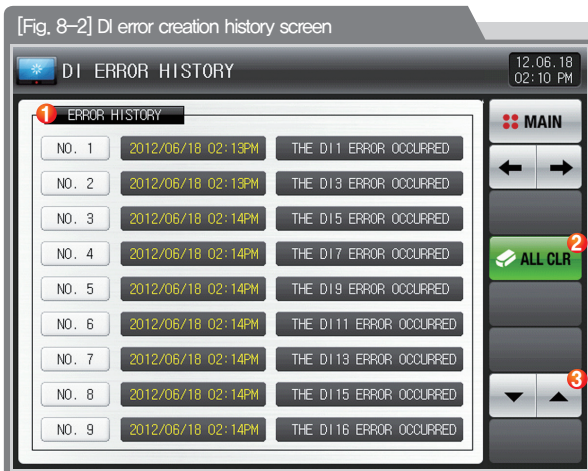 [Fig. 8-2] DI error creation history screen
DI ERROR HISTORY
12.06.18
02:10 PM
1 ERROR HISTORY
NO. 1 2012/06/18 02:13PM THE DI1 ERROR OCCURRED
NO. 2 2012/06/18 02:13PM THE DI3 ERROR OCCURRED
NO. 3 2012/06/18 02:14PM THE DI5 ERROR OCCURRED
NO. 4 2012/06/18 02:14PM THE DI7 ERROR OCCURRED
NO. 5 2012/06/18 02:14PM THE DI9 ERROR OCCURRED
NO. 6 2012/06/18 02:14PM THE DI11 ERROR OCCURRED
NO. 7 2012/06/18 02:14PM THE DI13 ERROR OCCURRED
NO. 8 2012/06/18 02:14PM THE DI15 ERROR OCCURRED
NO. 9 2012/06/18 02:14PM THE DI16 ERROR OCCURRED
MAIN
2
ALL CLR
3